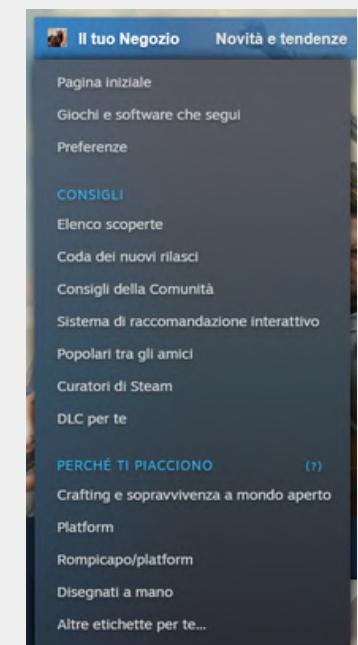 Il tuo Negozio Novità e tendenze
Pagina iniziale
Giochi e software che segui
Preferenze
CONSIGLI
Elenco scoperte
Coda dei nuovi rilasci
Consigli della Comunità
Sistema di raccomandazione interattivo
Popolari tra gli amici
Curatori di Steam
DLC per te
PERCHÉ TI PIACCIONO (?)
Crafting e sopravvivenza a mondo aperto
Platform
Rompicapo/platform
Disegnati a mano
Altre etichette per te...